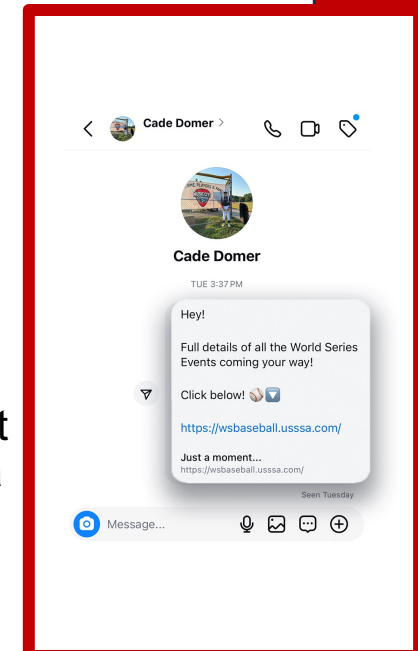 Cade Domer
Cade Domer
TUE 3:37 PM
Hey!
Full details of all the World Series
Events coming your way!
Click below! ⚾🔽
https://wsbaseball.usssa.com/
Just a moment...
https://wsbaseball.usssa.com/
Seen Tuesday
t
Message...